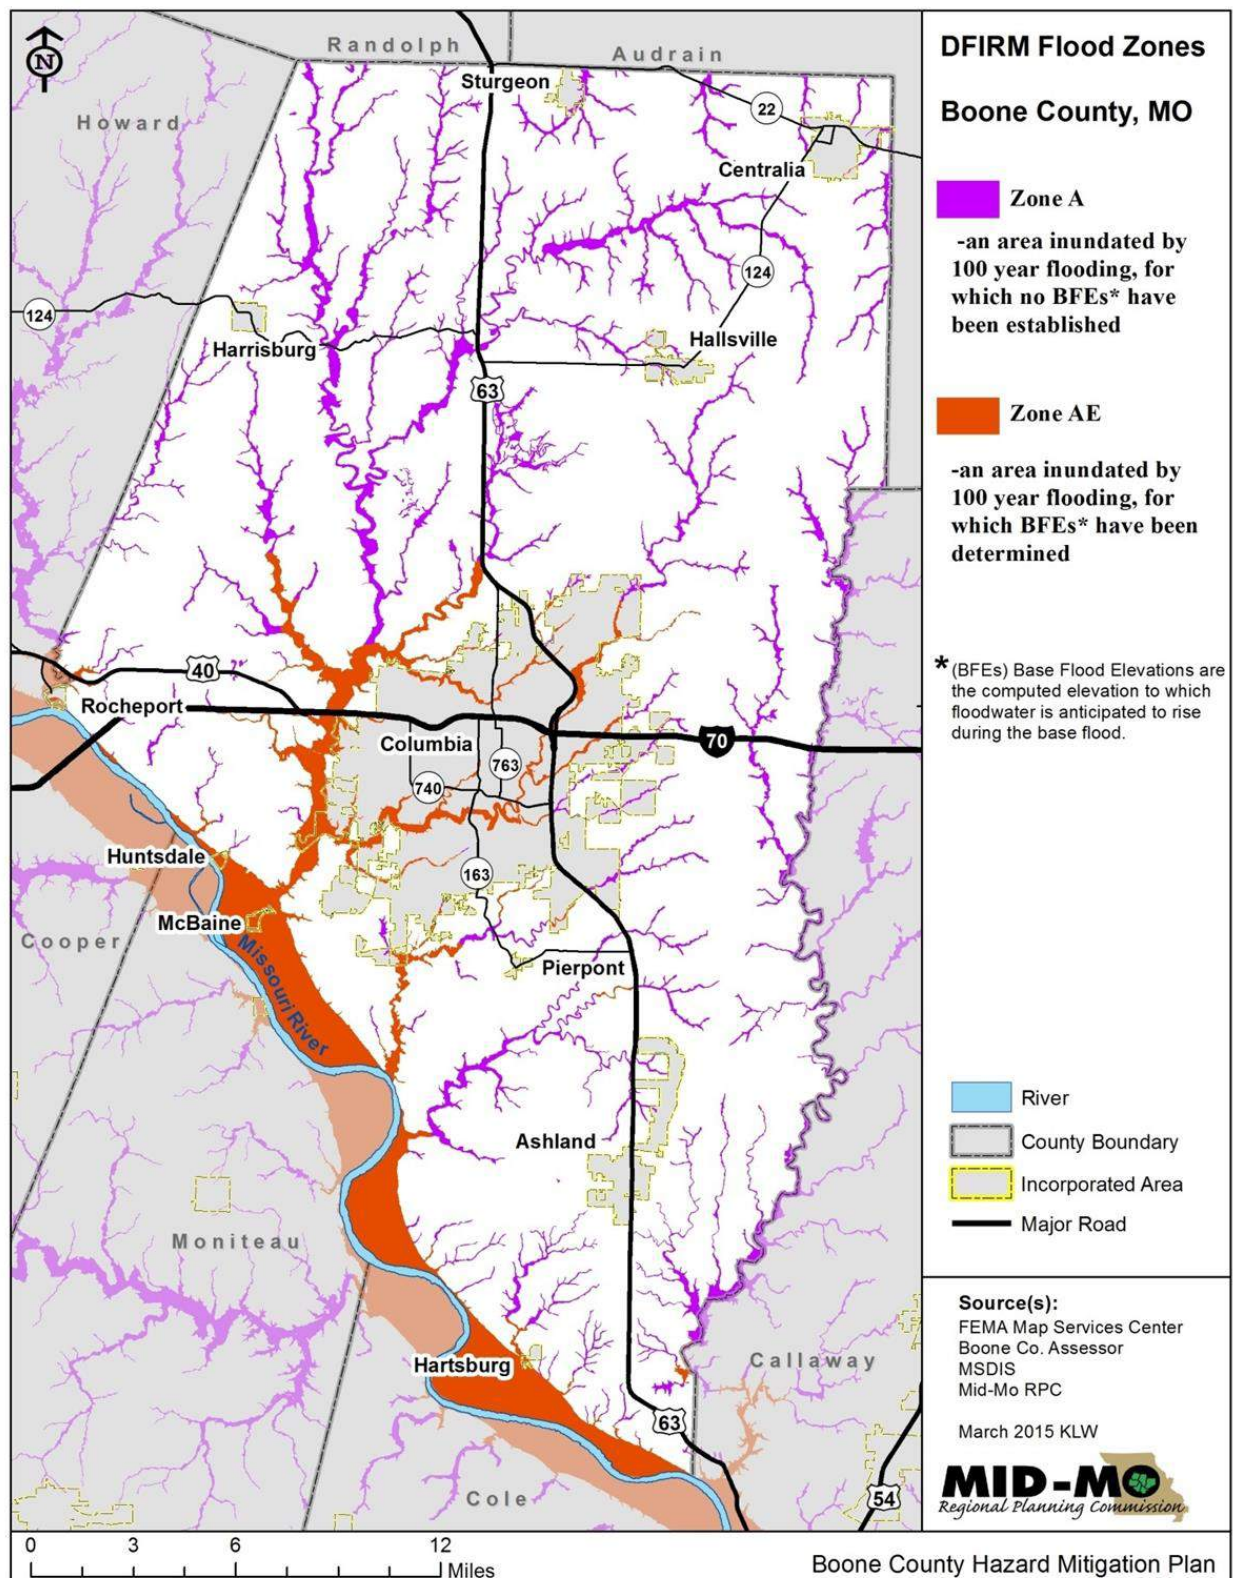 N
Randolph
Audrain
Howard
Sturgeon
22
Centralia
124
124
Harrisburg
Hallsville
63
40
Rocheport
Columbia
70
763
740
Huntsdale
163
McBaine
Cooper
Missouri River
Pierpont
Ashland
Moniteau
Hartsburg
Callaway
63
Cole
54
0 3 6 12
Miles
DFIRM Flood Zones
Boone County, MO
Zone A
-an area inundated by
100 year flooding, for
which no BFEs* have
been established
Zone AE
-an area inundated by
100 year flooding, for
which BFEs* have been
determined
* (BFEs) Base Flood Elevations are
the computed elevation to which
floodwater is anticipated to rise
during the base flood.
River
County Boundary
Incorporated Area
Major Road
Source(s):
FEMA Map Services Center
Boone Co. Assessor
MSDIS
Mid-Mo RPC
March 2015 KLW
MID-MO
Regional Planning Commission
Boone County Hazard Mitigation Plan